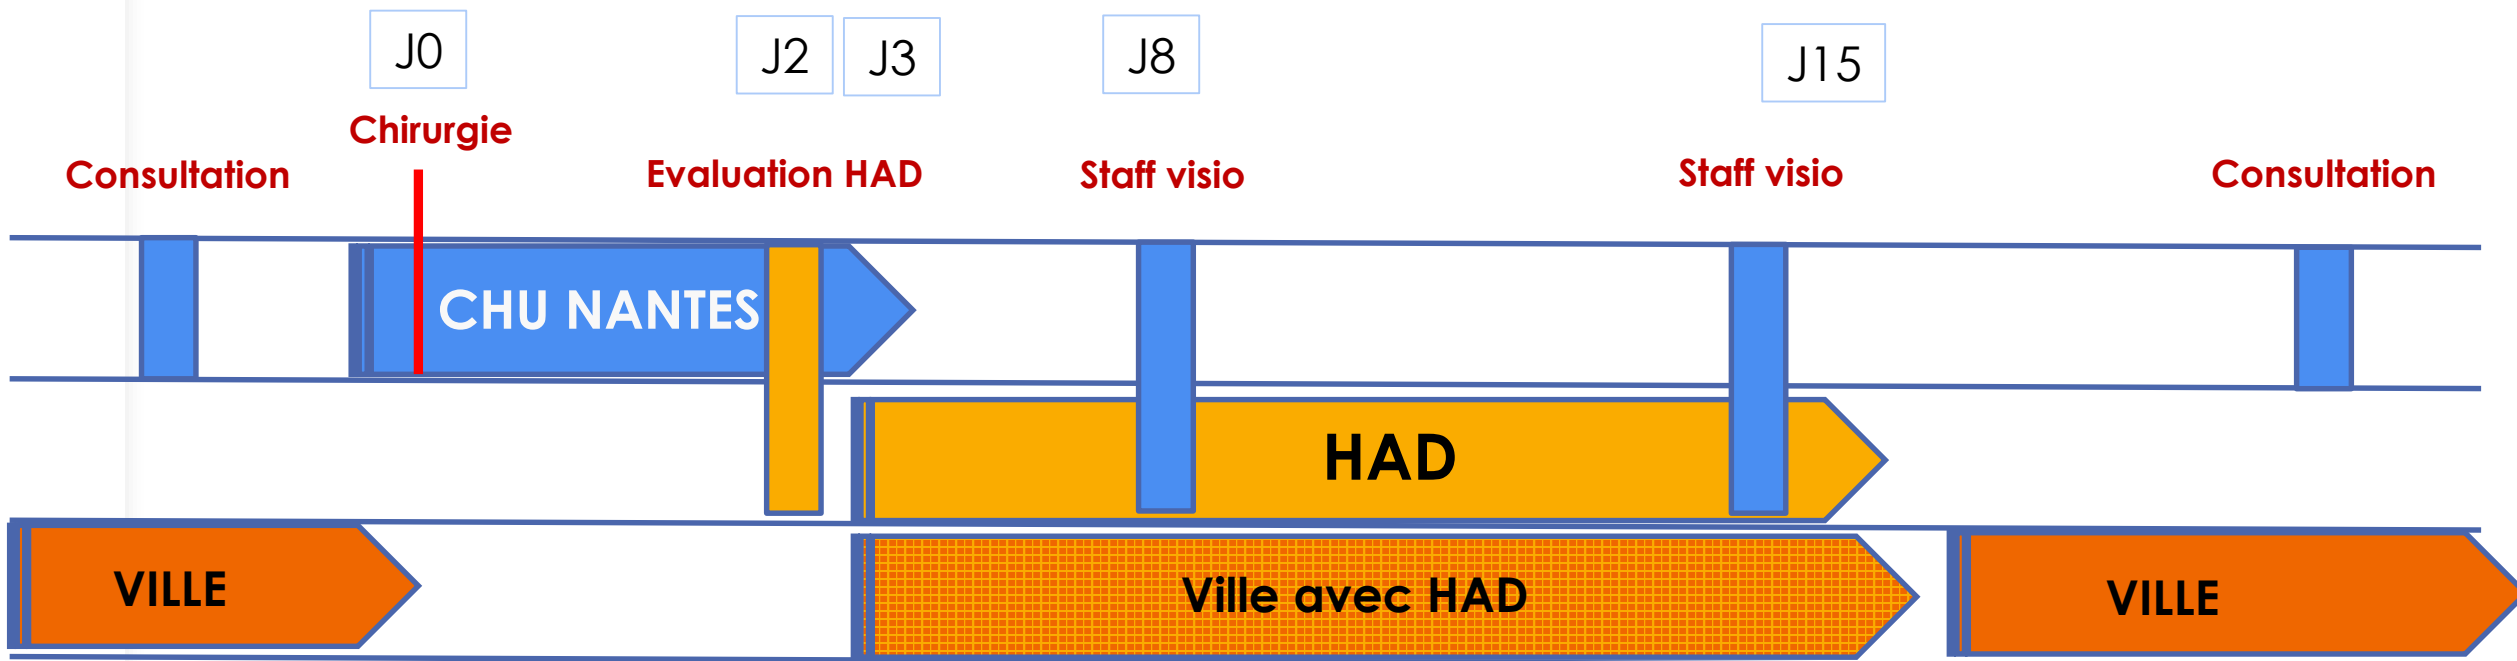 J0
J2
J3
J8
J15
Chirurgie
Consultation
Evaluation HAD
Staff visio
Staff visio
Consultation
CHU NANTES
HAD
VILLE
Ville avec HAD
VILLE